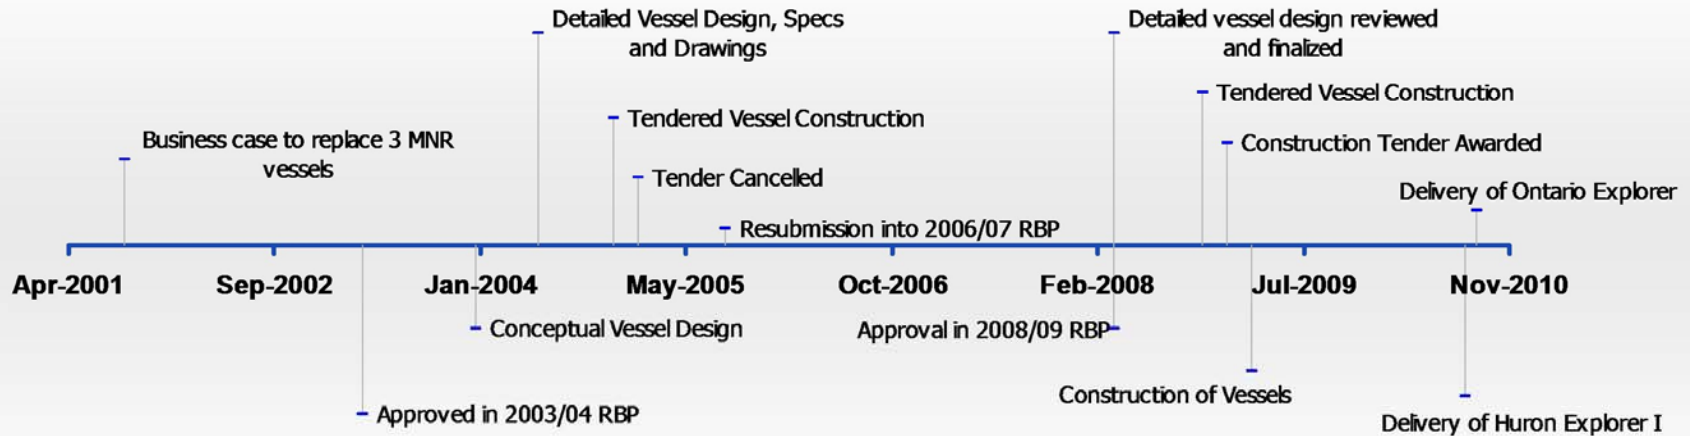 Detailed Vessel Design, Specs
and Drawings
Detailed vessel design reviewed
and finalized
Tendered Vessel Construction
Tendered Vessel Construction
Business case to replace 3 MNR
vessels
Construction Tender Awarded
Tender Cancelled
Delivery of Ontario Explorer
Resubmission into 2006/07 RBP
Apr-2001
Sep-2002
Jan-2004
May-2005
Oct-2006
Feb-2008
Jul-2009
Nov-2010
Conceptual Vessel Design
Approval in 2008/09 RBP
Construction of Vessels
Approved in 2003/04 RBP
Delivery of Huron Explorer I